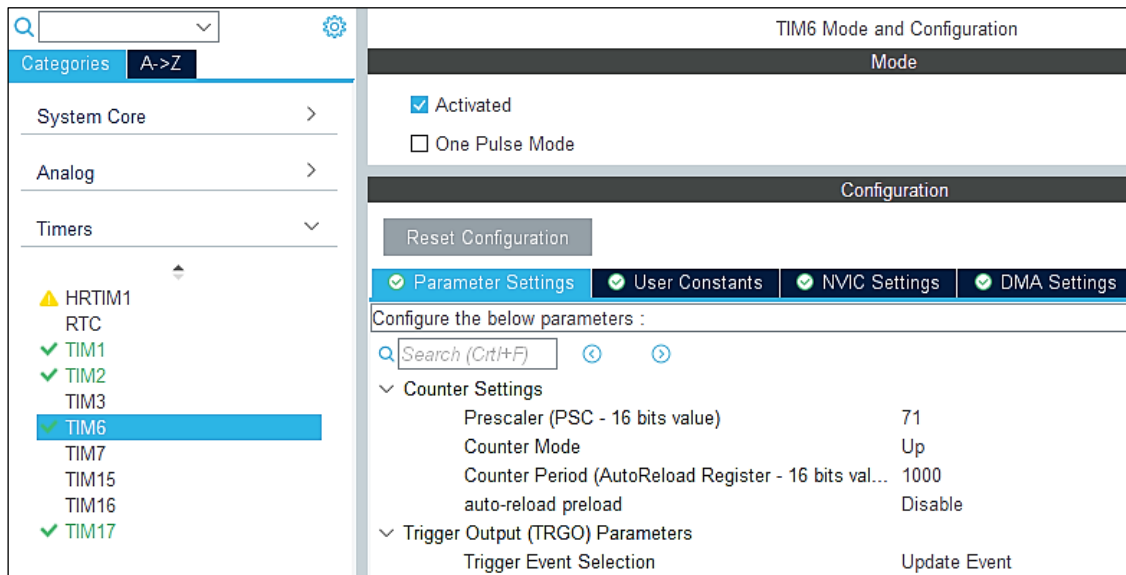 Categories
A->Z
System Core
Analog
Timers
HRTIM1
RTC
TIM1
TIM2
TIM3
TIM6
TIM7
TIM15
TIM16
TIM17
TIM6 Mode and Configuration
Mode
Activated
One Pulse Mode
Configuration
Reset Configuration
Parameter Settings
User Constants
NVIC Settings
DMA Settings
Configure the below parameters :
Search (Crtl+F)
Counter Settings
Prescaler (PSC - 16 bits value) 71
Counter Mode Up
Counter Period (AutoReload Register - 16 bits val... 1000
auto-reload preload Disable
Trigger Output (TRGO) Parameters
Trigger Event Selection Update Event